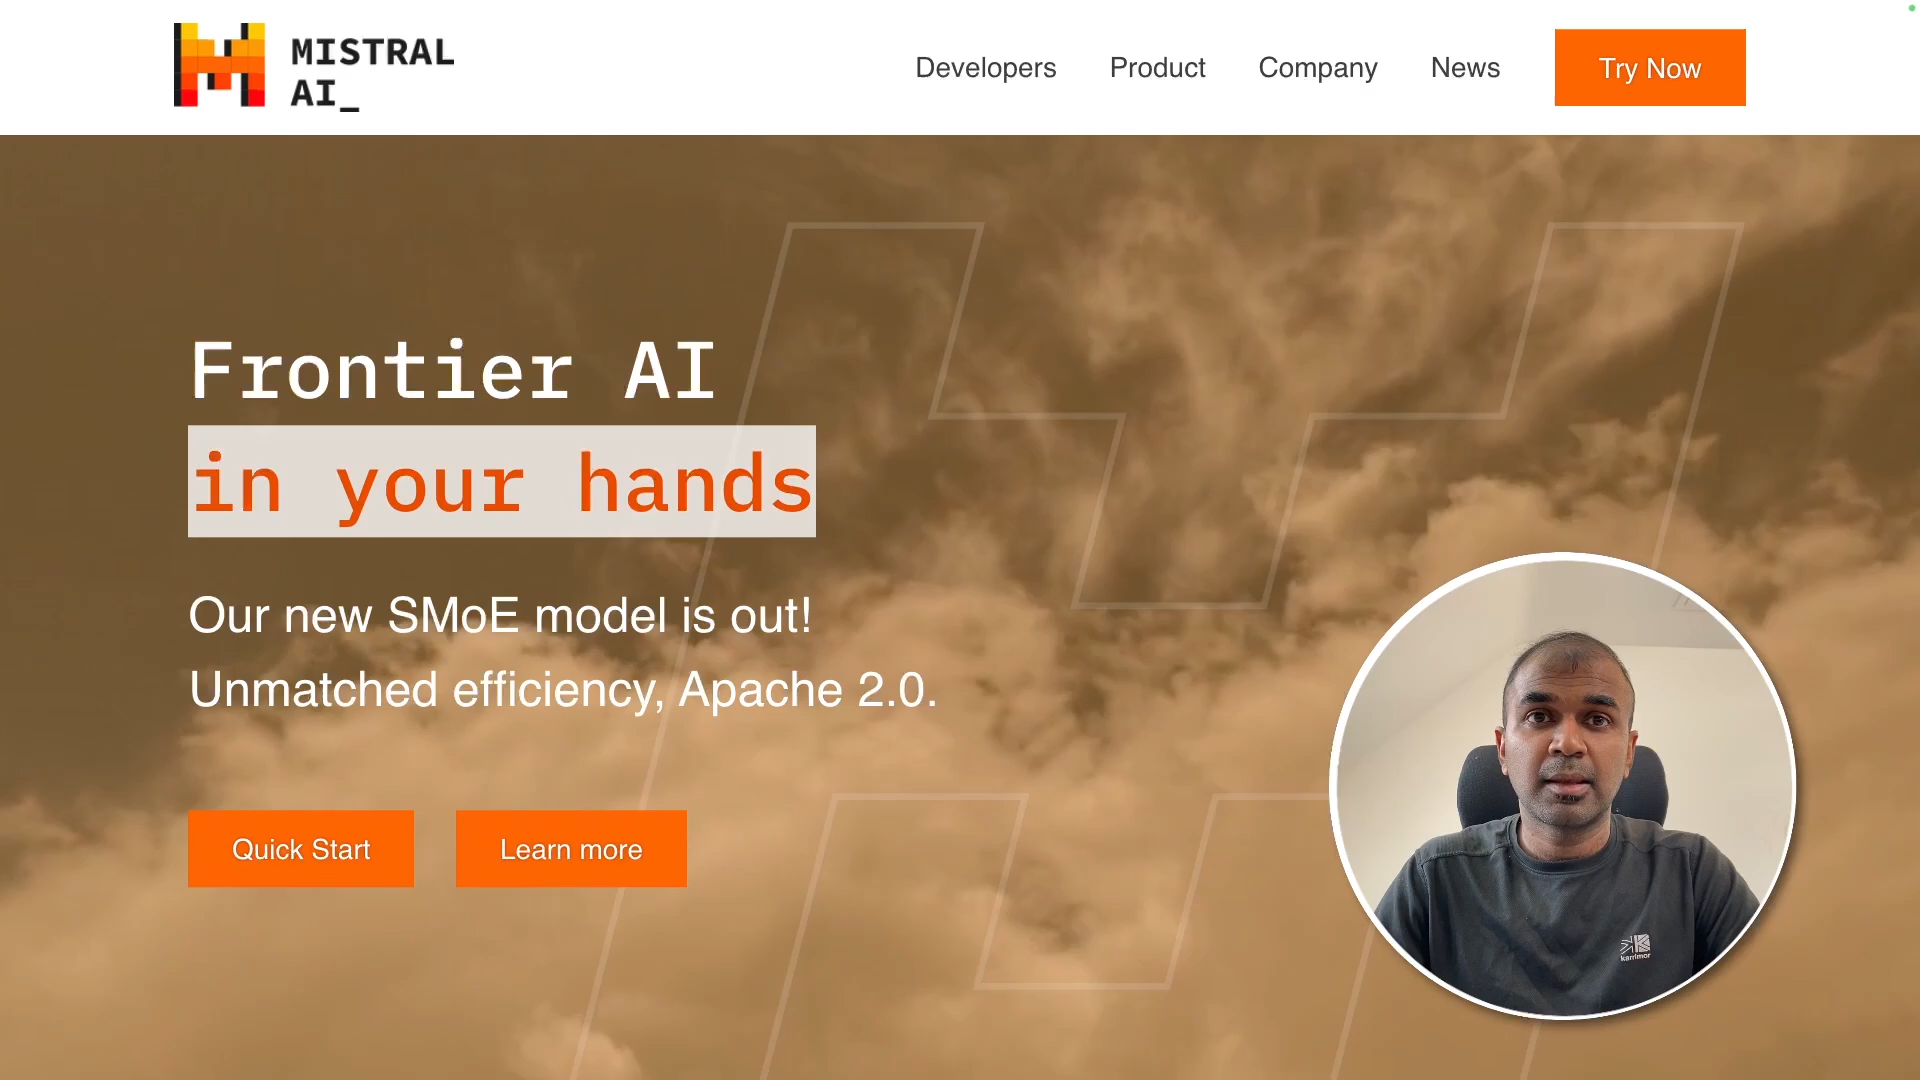 MISTRAL
AI_
Developers
Product
Company
News
Try Now
Frontier AI
in your hands
Our new SMoE model is out!
Unmatched efficiency, Apache 2.0.
Quick Start
Learn more
karrimor